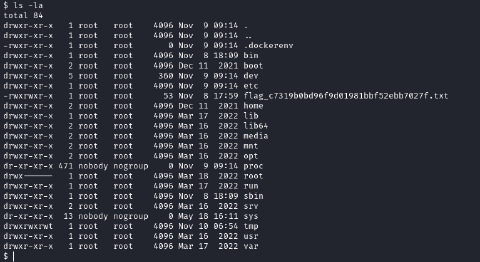 $ ls -la
total 84
drwxr-xr-x   1 root   root    4096 Nov  9 09:14 .
drwxr-xr-x   1 root   root    4096 Nov  9 09:14 ..
-rwxr-xr-x   1 root   root       0 Nov  9 09:14 .dockerenv
drwxr-xr-x   1 root   root    4096 Nov  8 18:09 bin
drwxr-xr-x   2 root   root    4096 Dec 11  2021 boot
drwxr-xr-x   5 root   root     360 Nov  9 09:14 dev
drwxr-xr-x   1 root   root    4096 Nov  9 09:14 etc
-rwxrwxrwx   1 root   root      53 Nov  8 17:59 flag_c7319b0bd96f9d01981bbf52ebb7027f.txt
drwxr-xr-x   2 root   root    4096 Dec 11  2021 home
drwxr-xr-x   1 root   root    4096 Mar 17  2022 lib
drwxr-xr-x   2 root   root    4096 Mar 16  2022 lib64
drwxr-xr-x   2 root   root    4096 Mar 16  2022 media
drwxr-xr-x   2 root   root    4096 Mar 16  2022 mnt
drwxr-xr-x   2 root   root    4096 Mar 16  2022 opt
dr-xr-xr-x 471 nobody nogroup    0 Nov  9 09:14 proc
drwx------   1 root   root    4096 Mar 18  2022 root
drwxr-xr-x   1 root   root    4096 Mar 17  2022 run
drwxr-xr-x   1 root   root    4096 Nov  8 18:09 sbin
drwxr-xr-x   2 root   root    4096 Mar 16  2022 srv
dr-xr-xr-x  13 nobody nogroup    0 May 18 16:11 sys
drwxrwxrwt   1 root   root    4096 Nov 10 06:54 tmp
drwxr-xr-x   1 root   root    4096 Mar 16  2022 usr
drwxr-xr-x   1 root   root    4096 Mar 17  2022 var
$